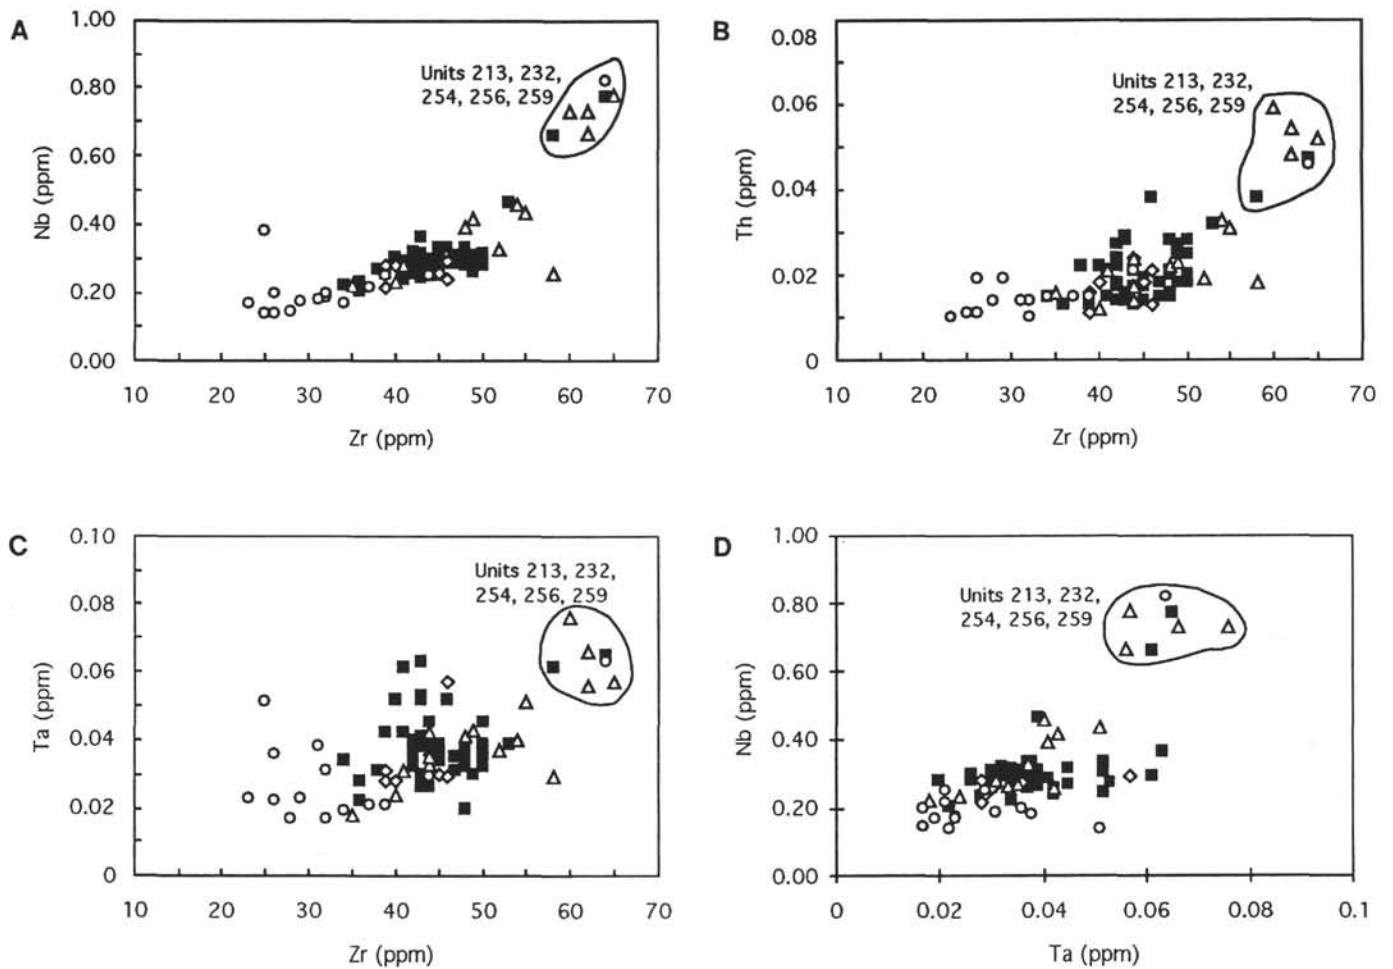 A
1.00
0.80
0.60
0.40
0.20
0.00
Nb (ppm)
Units 213, 232,
254, 256, 259
10 20 30 40 50 60 70
Zr (ppm)
B
0.08
0.06
0.04
0.02
0
Th (ppm)
Units 213, 232,
254, 256, 259
10 20 30 40 50 60 70
Zr (ppm)
C
0.10
0.08
0.06
0.04
0.02
0
Ta (ppm)
Units 213, 232,
254, 256, 259
10 20 30 40 50 60 70
Zr (ppm)
D
1.00
0.80
0.60
0.40
0.20
0.00
Nb (ppm)
Units 213, 232,
254, 256, 259
0 0.02 0.04 0.06 0.08 0.1
Ta (ppm)